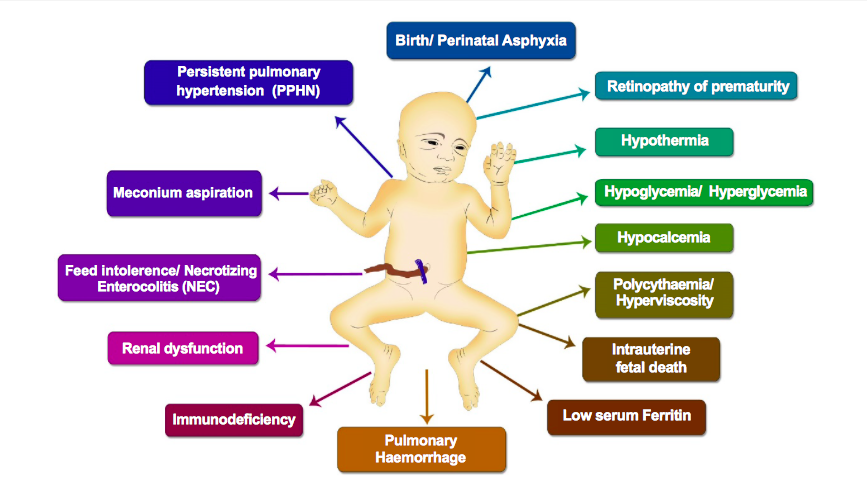 Birth/ Perinatal Asphyxia
Persistent pulmonary
hypertension (PPHN)
Retinopathy of prematurity
Hypothermia
Meconium aspiration
Hypoglycemia/ Hyperglycemia
Hypocalcemia
Feed intolerence/ Necrotizing
Enterocolitis (NEC)
Polycythaemia/
Hyperviscosity
Renal dysfunction
Intrauterine
fetal death
Immunodeficiency
Low serum Ferritin
Pulmonary
Haemorrhage